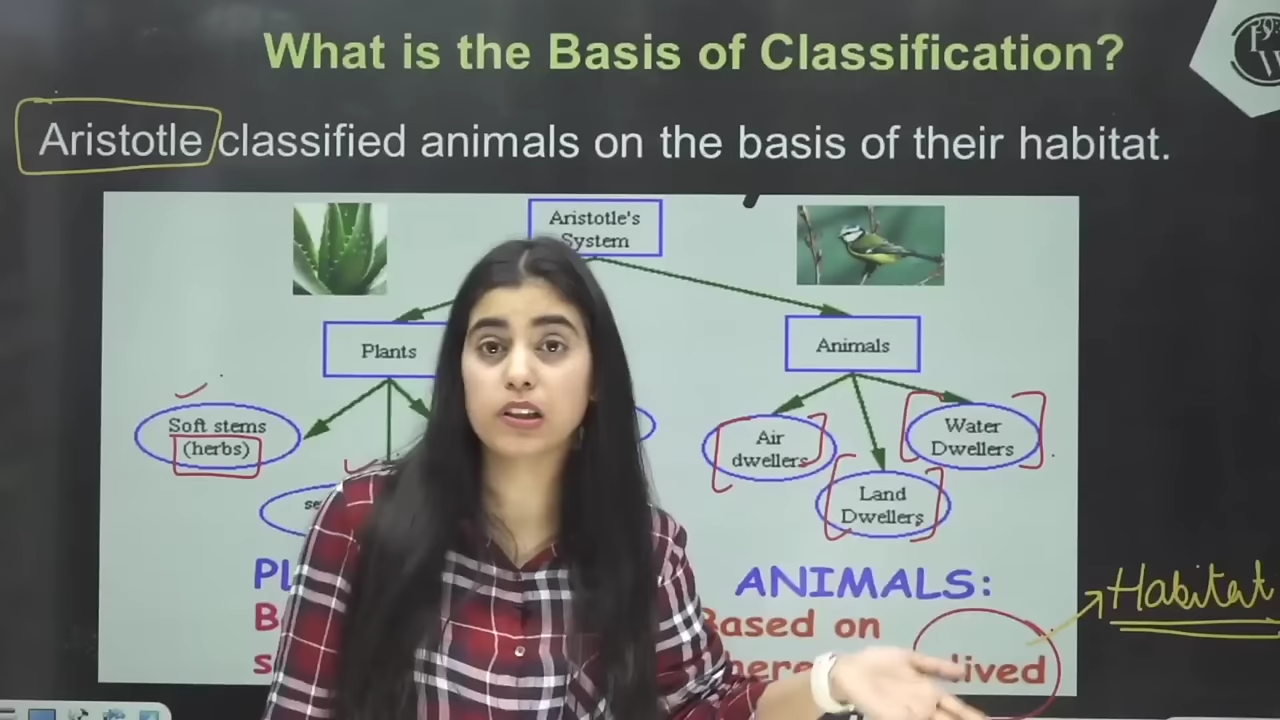 What is the Basis of Classification?
Aristotle classified animals on the basis of their habitat.
Aristotle's
System
Plants
Animals
Soft stems
(herbs)
Air
dwellers
Water
Dwellers
Land
Dwellers
ANIMALS:
Based on
lived
Habitat